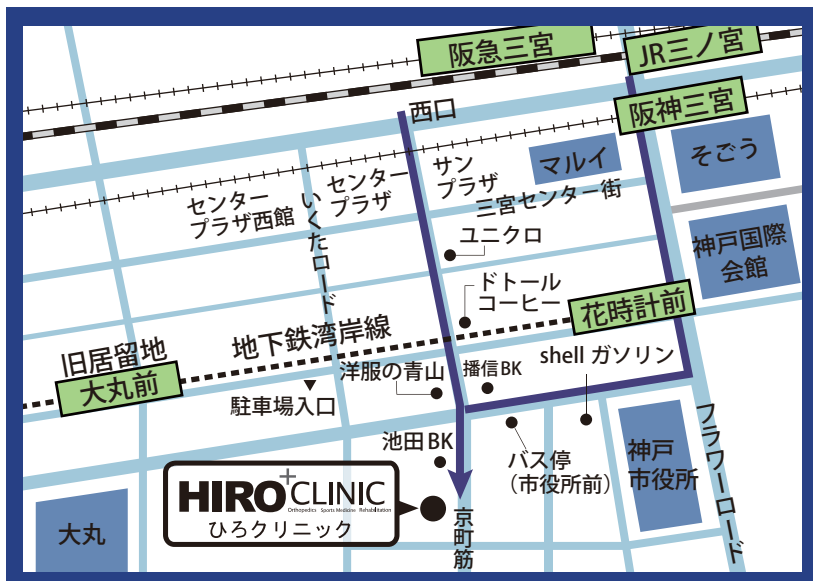 阪急三宮
JR三ノ宮
阪神三宮
西口
そごう
マルイ
サン
プラザ
センター
プラザ
三宮センター街
センター
プラザ西館
いくたロード
神戸国際
会館
ユニクロ
ドトール
コーヒー
花時計前
地下鉄湾岸線
旧居留地
大丸前
shell ガソリン
洋服の青山
播信BK
駐車場入口
フラワーロード
池田BK
バス停
(市役所前)
神戸
市役所
HIRO+CLINIC
Orthopedics Sports Medicine Rehabilitation
ひろクリニック
京町筋
大丸